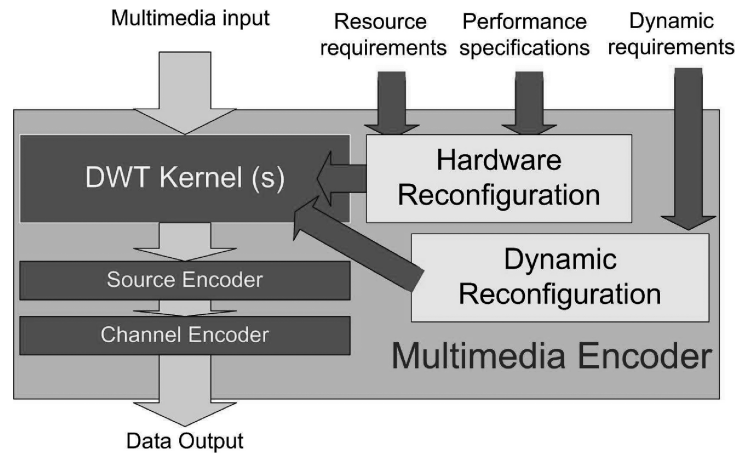 Multimedia input
Resource
requirements
Performance
specifications
Dynamic
requirements
DWT Kernel (s)
Hardware
Reconfiguration
Dynamic
Reconfiguration
Source Encoder
Channel Encoder
Multimedia Encoder
Data Output